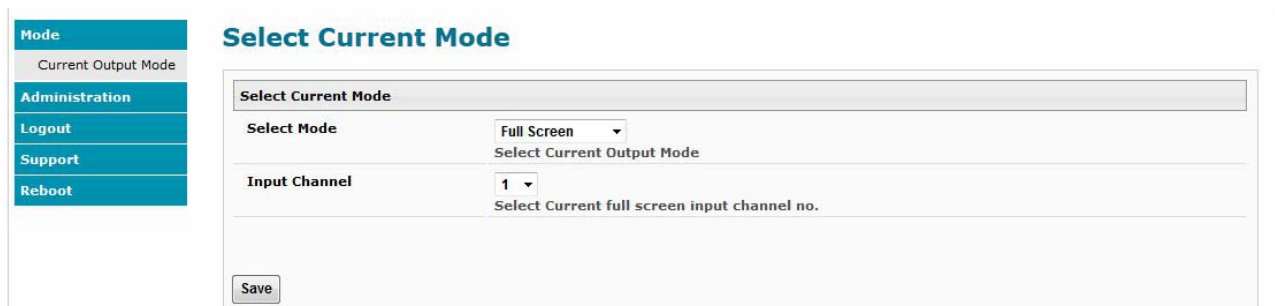 Mode
Current Output Mode
Administration
Logout
Support
Reboot
Select Current Mode
Select Current Mode
Select Mode
Full Screen
Select Current Output Mode
Input Channel
1
Select Current full screen input channel no.
Save